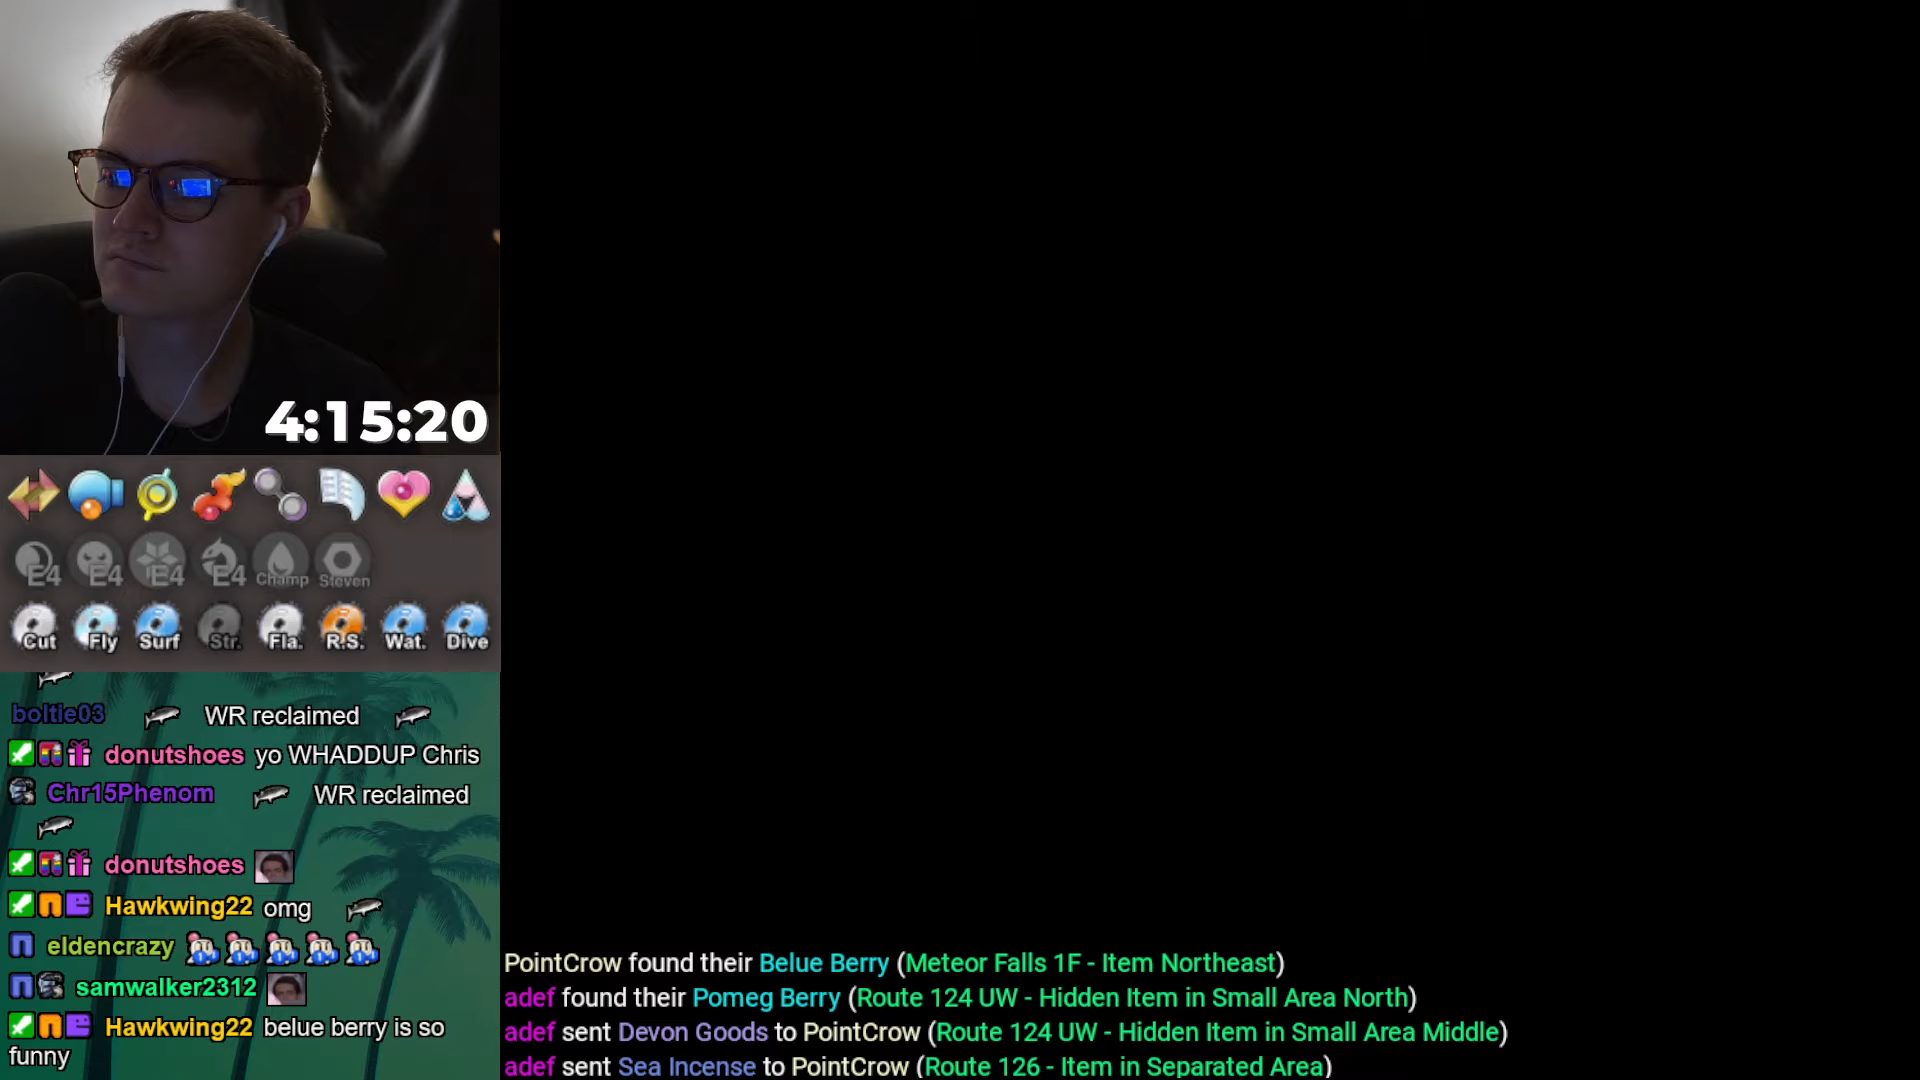 4:15:20
E4 E4 E4 E4 Champ Steven
Cut Fly Surf Str. Fla. R.S. Wat. Dive
boltie03 WR reclaimed
donutshoes yo WHADDUP Chris
Chr15Phenom WR reclaimed
donutshoes
Hawkwing22 omg
eldencrazy
samwalker2312
Hawkwing22 belue berry is so
funny
PointCrow found their Belue Berry (Meteor Falls 1F - Item Northeast)
adef found their Pomeg Berry (Route 124 UW - Hidden Item in Small Area North)
adef sent Devon Goods to PointCrow (Route 124 UW - Hidden Item in Small Area Middle)
adef sent Sea Incense to PointCrow (Route 126 - Item in Separated Area)